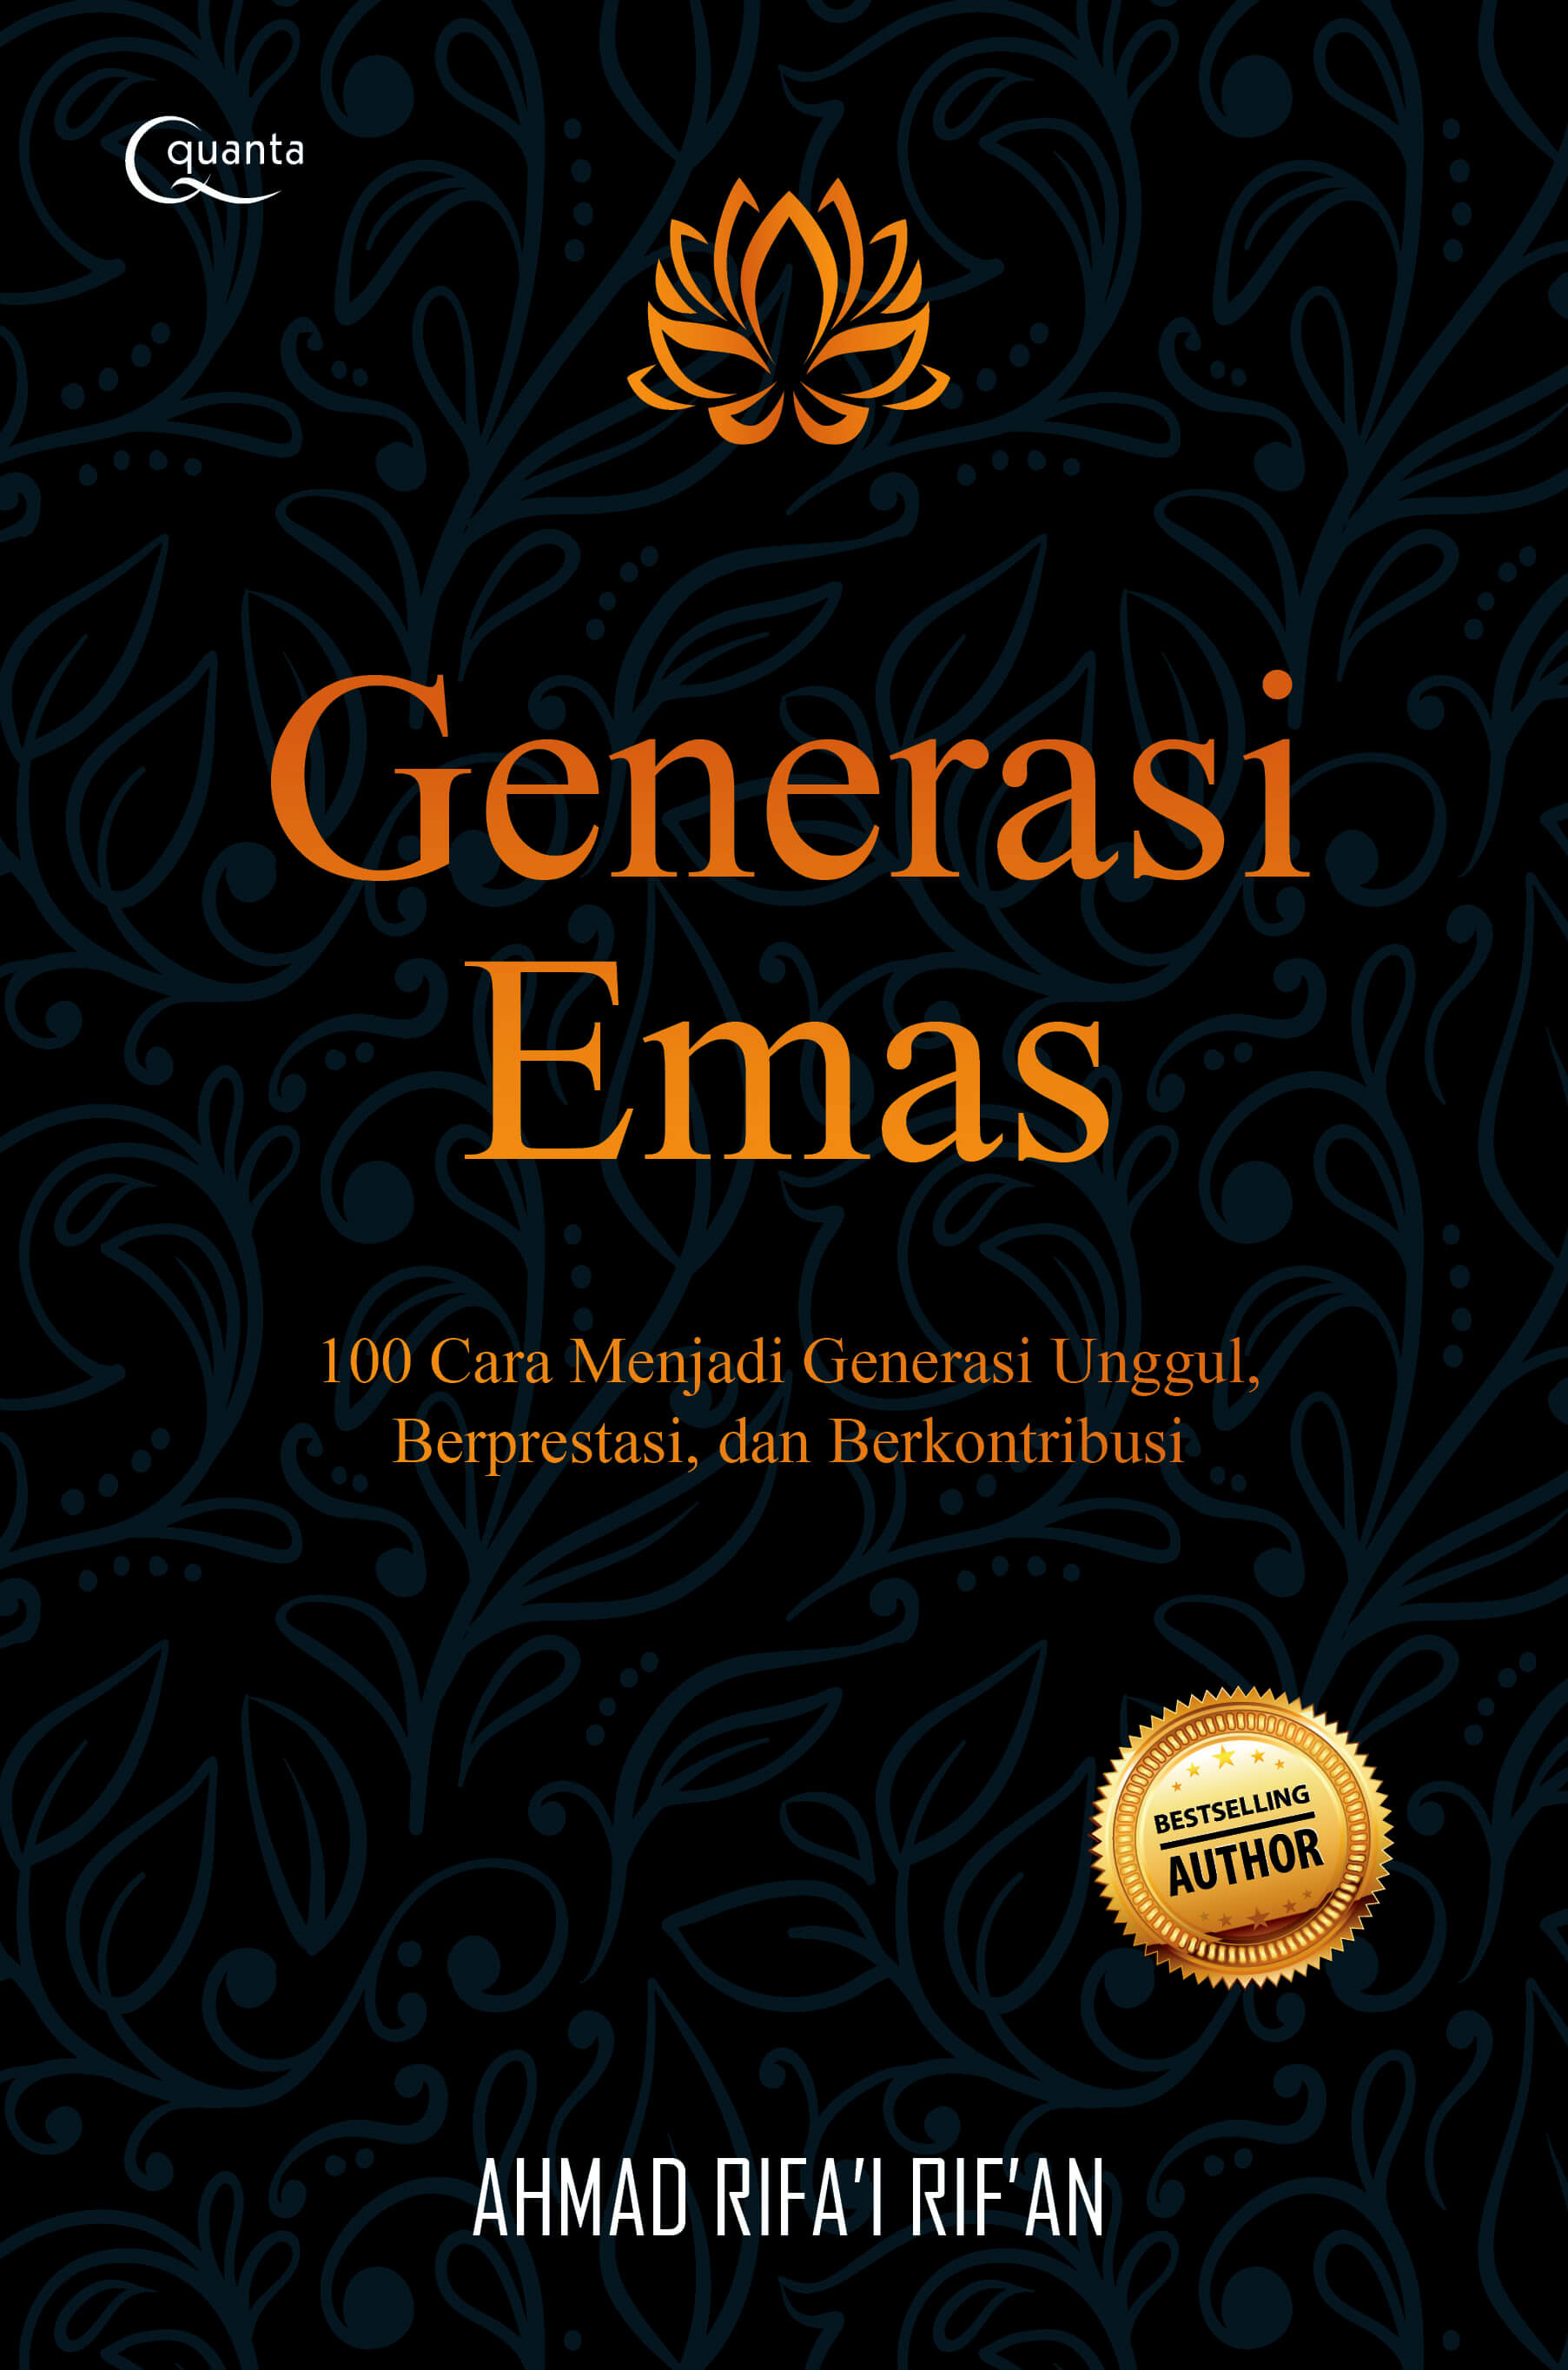 quanta
Generasi
Emas
100 Cara Menjadi Generasi Unggul,
Berprestasi, dan Berkontribusi
BESTSELLING
AUTHOR
AHMAD RIFA’I RIF’AN